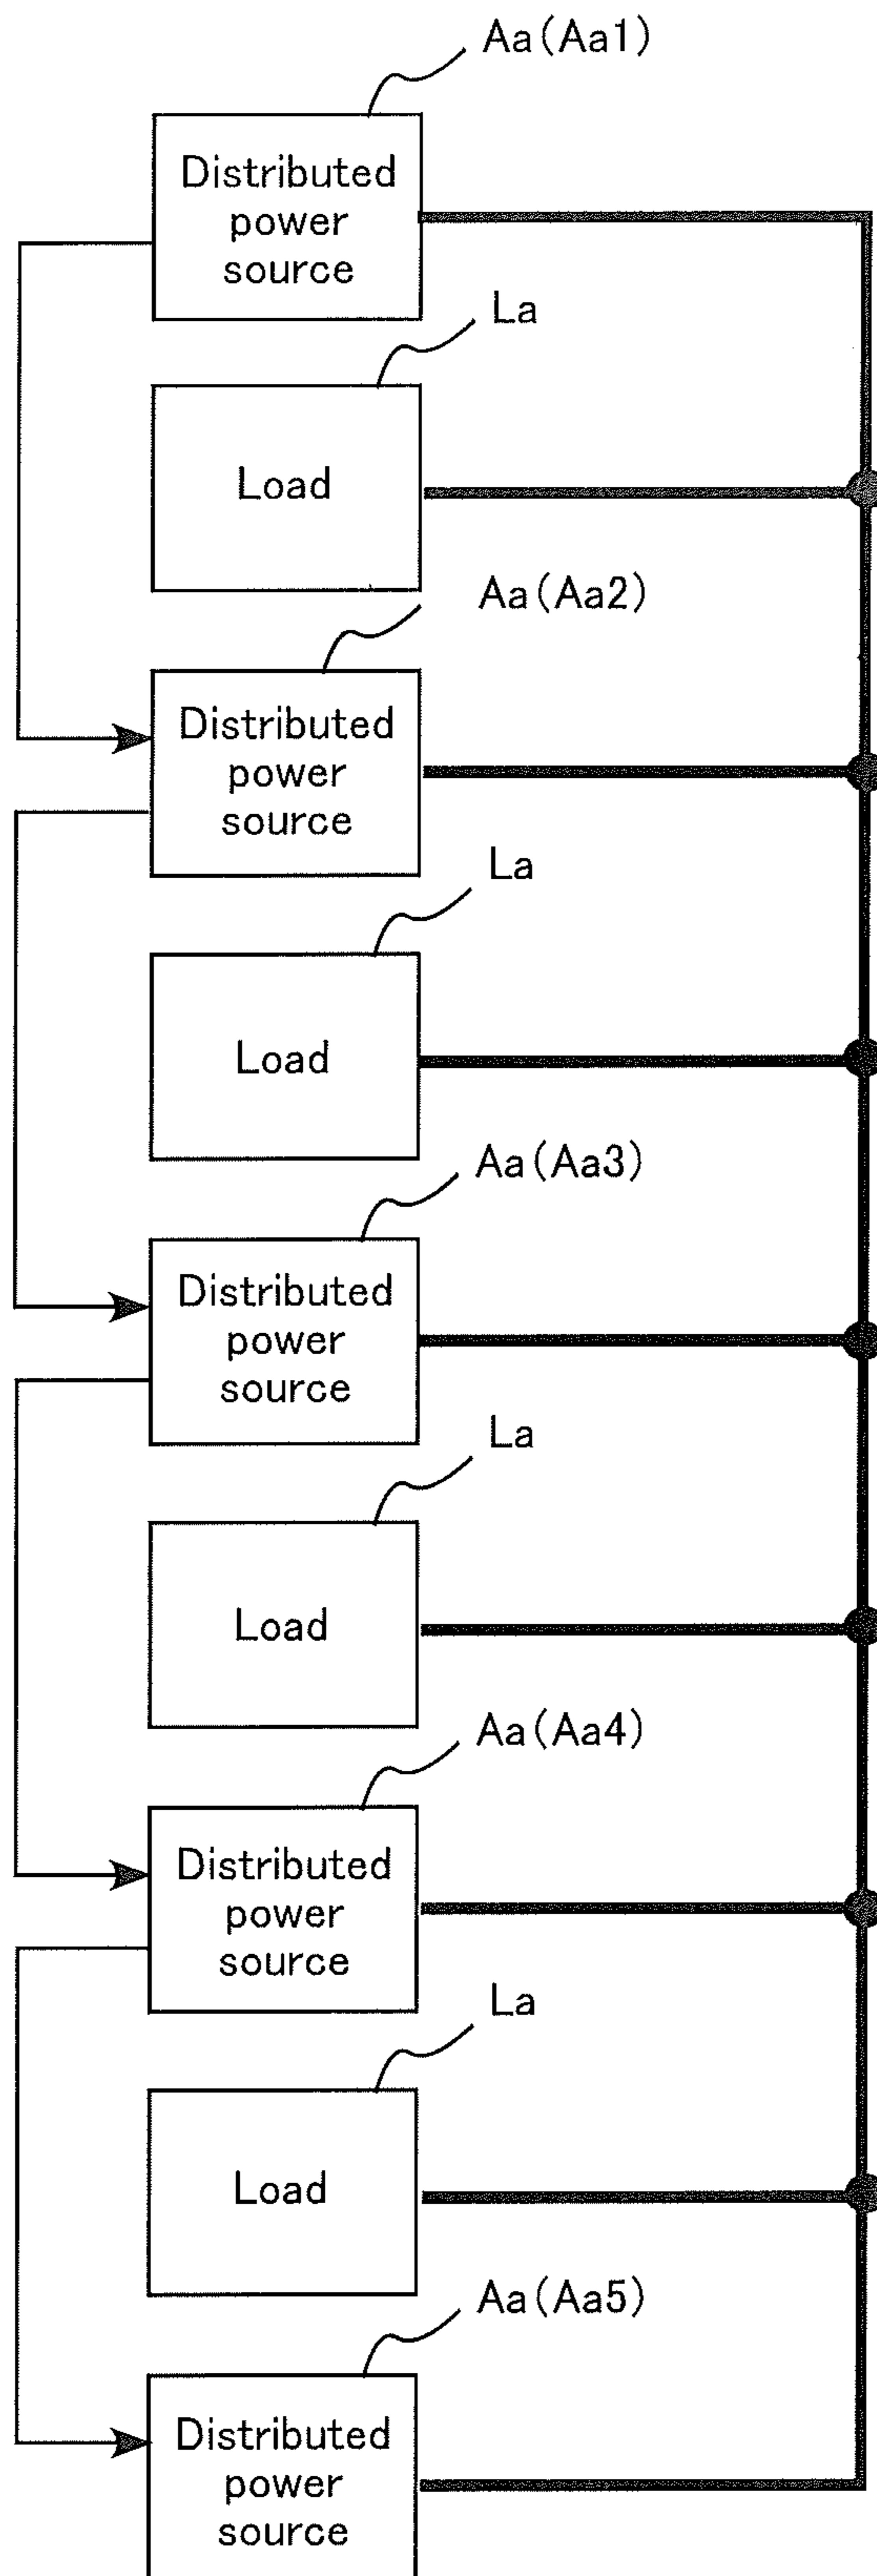 Aa(Aa1)
Distributed
power
source
La
Load
Aa(Aa2)
Distributed
power
source
La
Load
Aa(Aa3)
Distributed
power
source
La
Load
Aa(Aa4)
Distributed
power
source
La
Load
Aa(Aa5)
Distributed
power
source